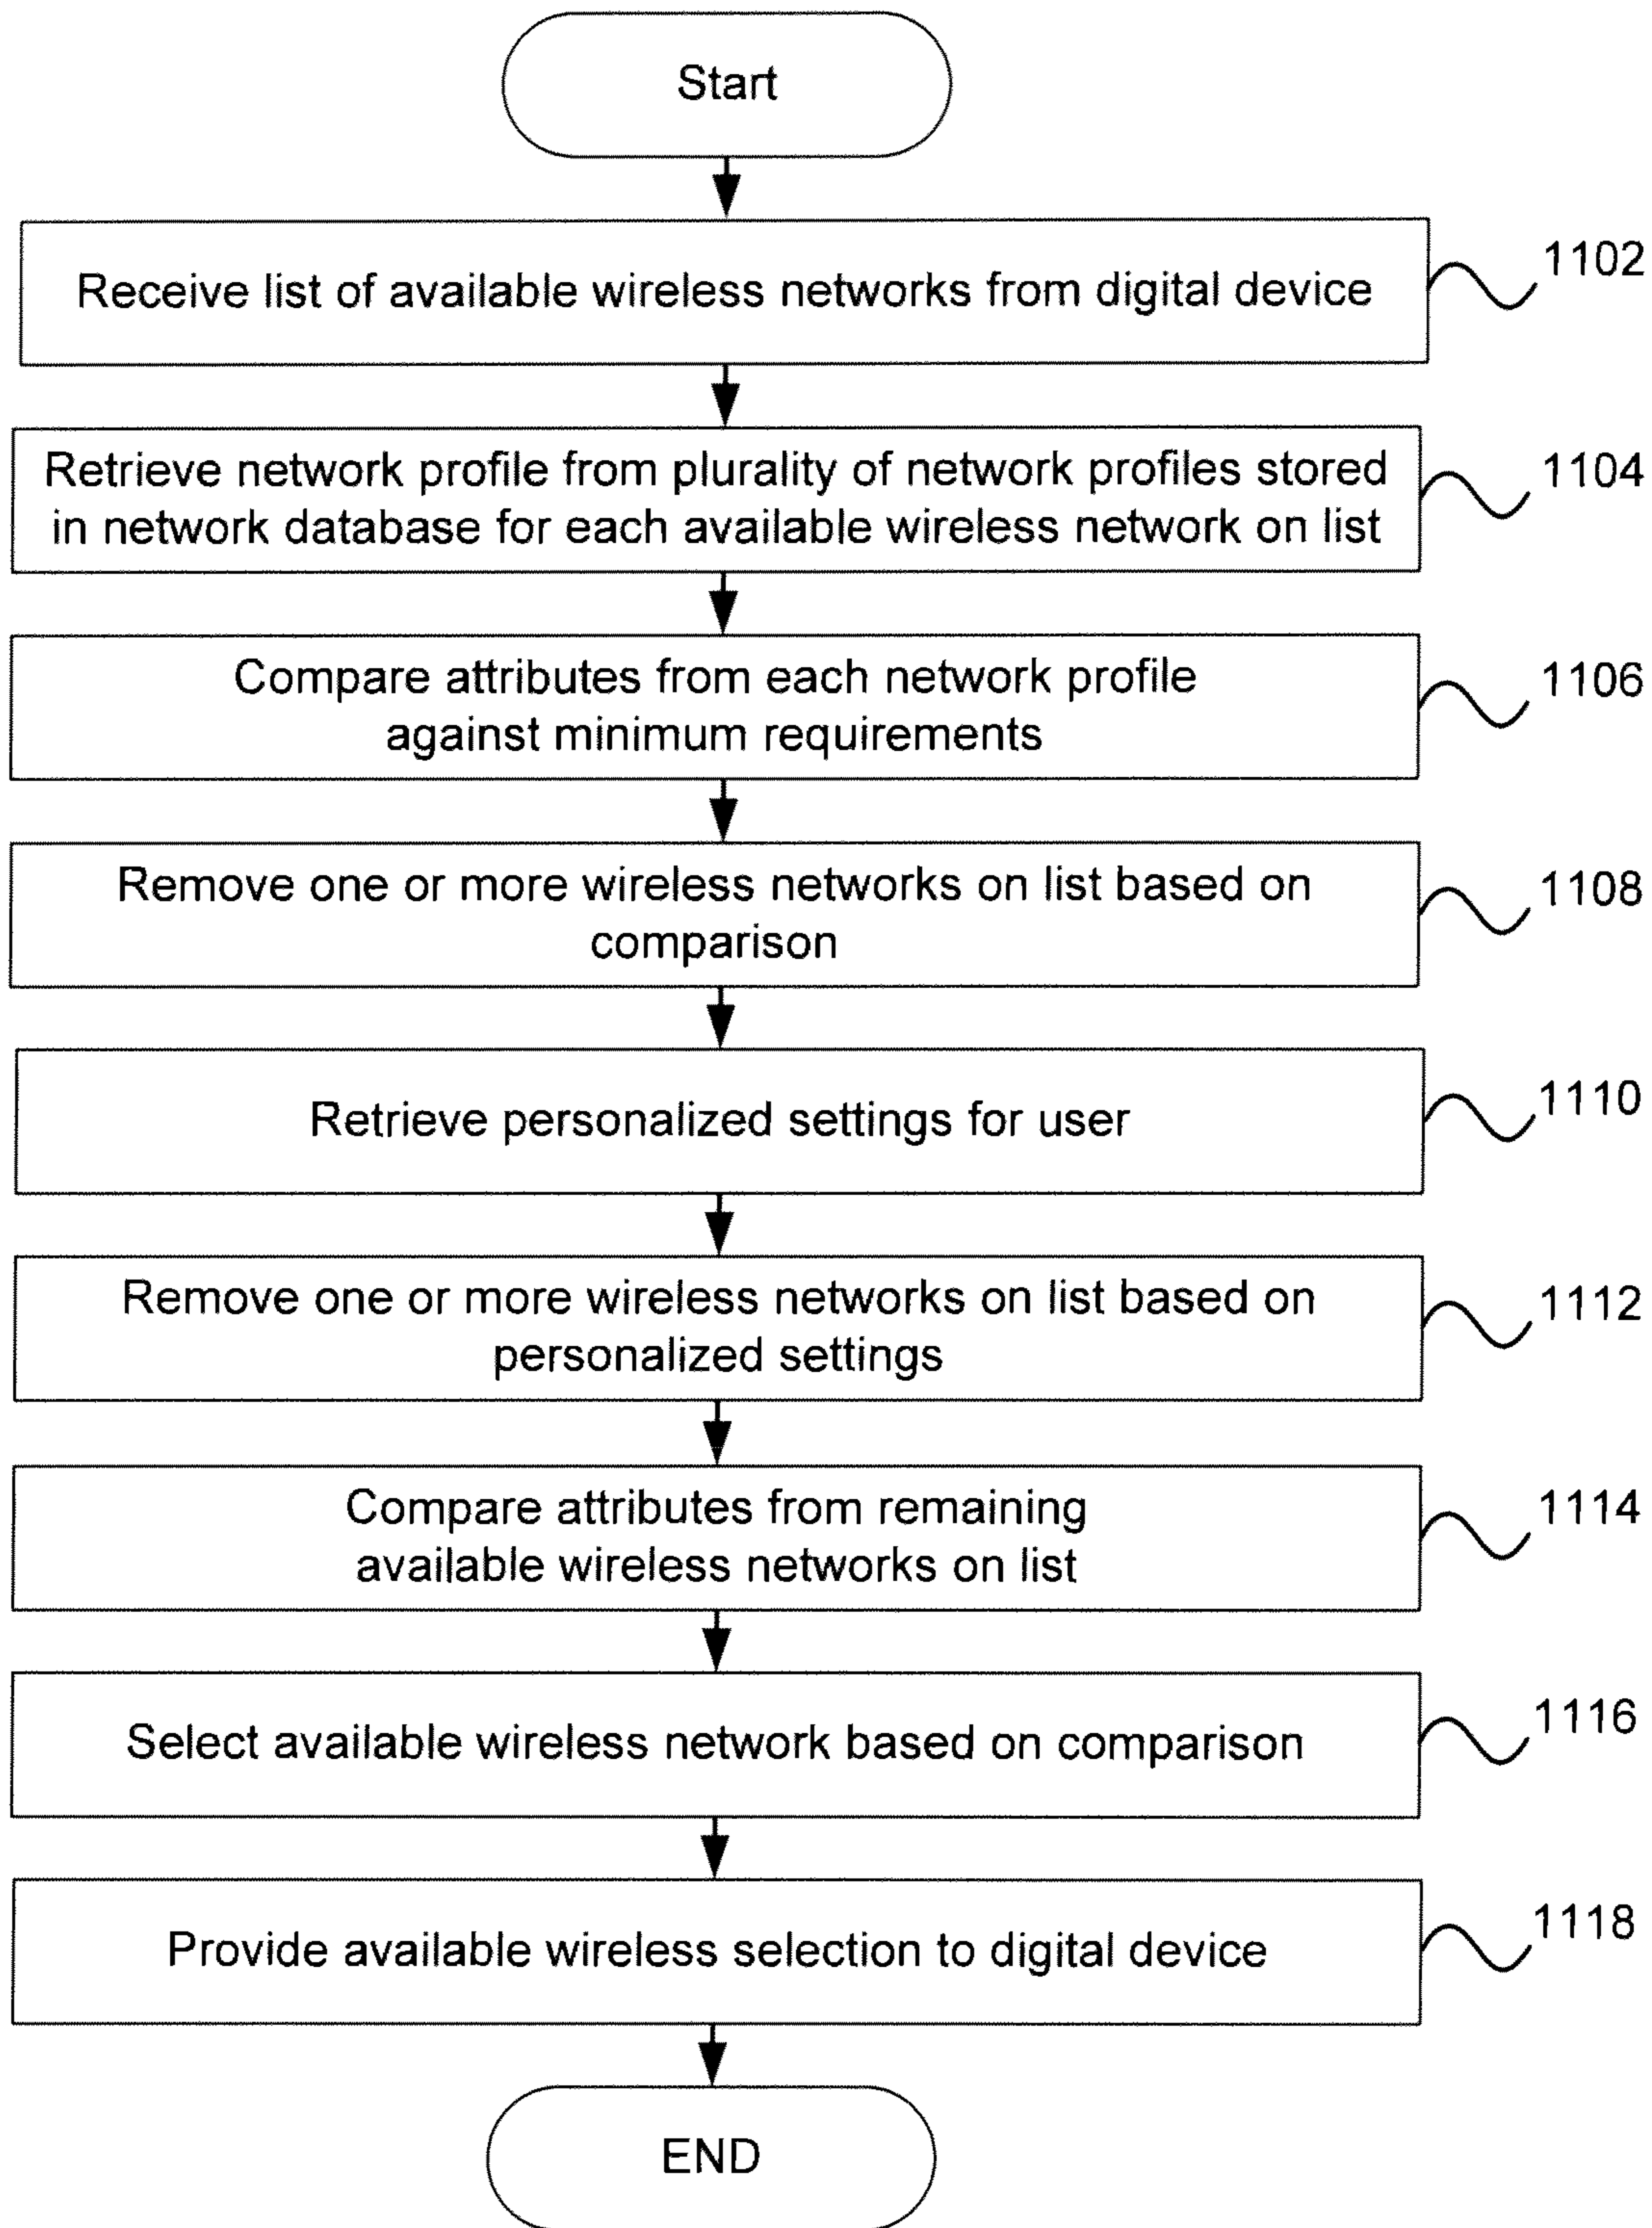 Start
Receive list of available wireless networks from digital device
1102
Retrieve network profile from plurality of network profiles stored
in network database for each available wireless network on list
1104
Compare attributes from each network profile
against minimum requirements
1106
Remove one or more wireless networks on list based on
comparison
1108
Retrieve personalized settings for user
1110
Remove one or more wireless networks on list based on
personalized settings
1112
Compare attributes from remaining
available wireless networks on list
1114
Select available wireless network based on comparison
1116
Provide available wireless selection to digital device
1118
END